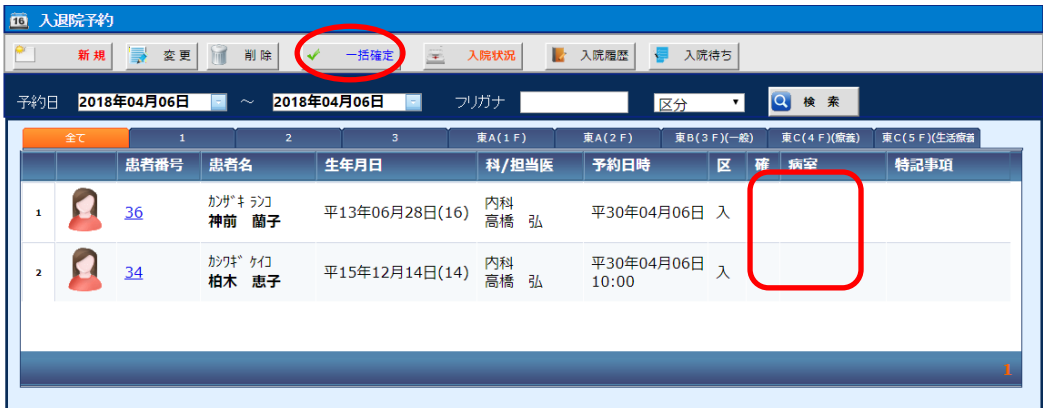 16 入退院予約
新規 変更 削除 一括確定 入院状況 入院履歴 入院待ち
予約日 2018年04月06日 ～ 2018年04月06日 フリガナ 区分 検 索
全て 1 2 3 東A(1F) 東A(2F) 東B(3F)(一般) 東C(4F)(療養) 東C(5F)(生活療養
患者番号 患者名 生年月日 科/担当医 予約日時 区 確 病室 特記事項
1 36 ｶﾝｻﾞｷ ﾗﾝｺ 平13年06月28日(16) 内科 平30年04月06日 入
神前 蘭子 高橋 弘
2 34 ｶｼﾜｷﾞ ｹｲｺ 平15年12月14日(14) 内科 平30年04月06日 入
柏木 恵子 高橋 弘 10:00
1